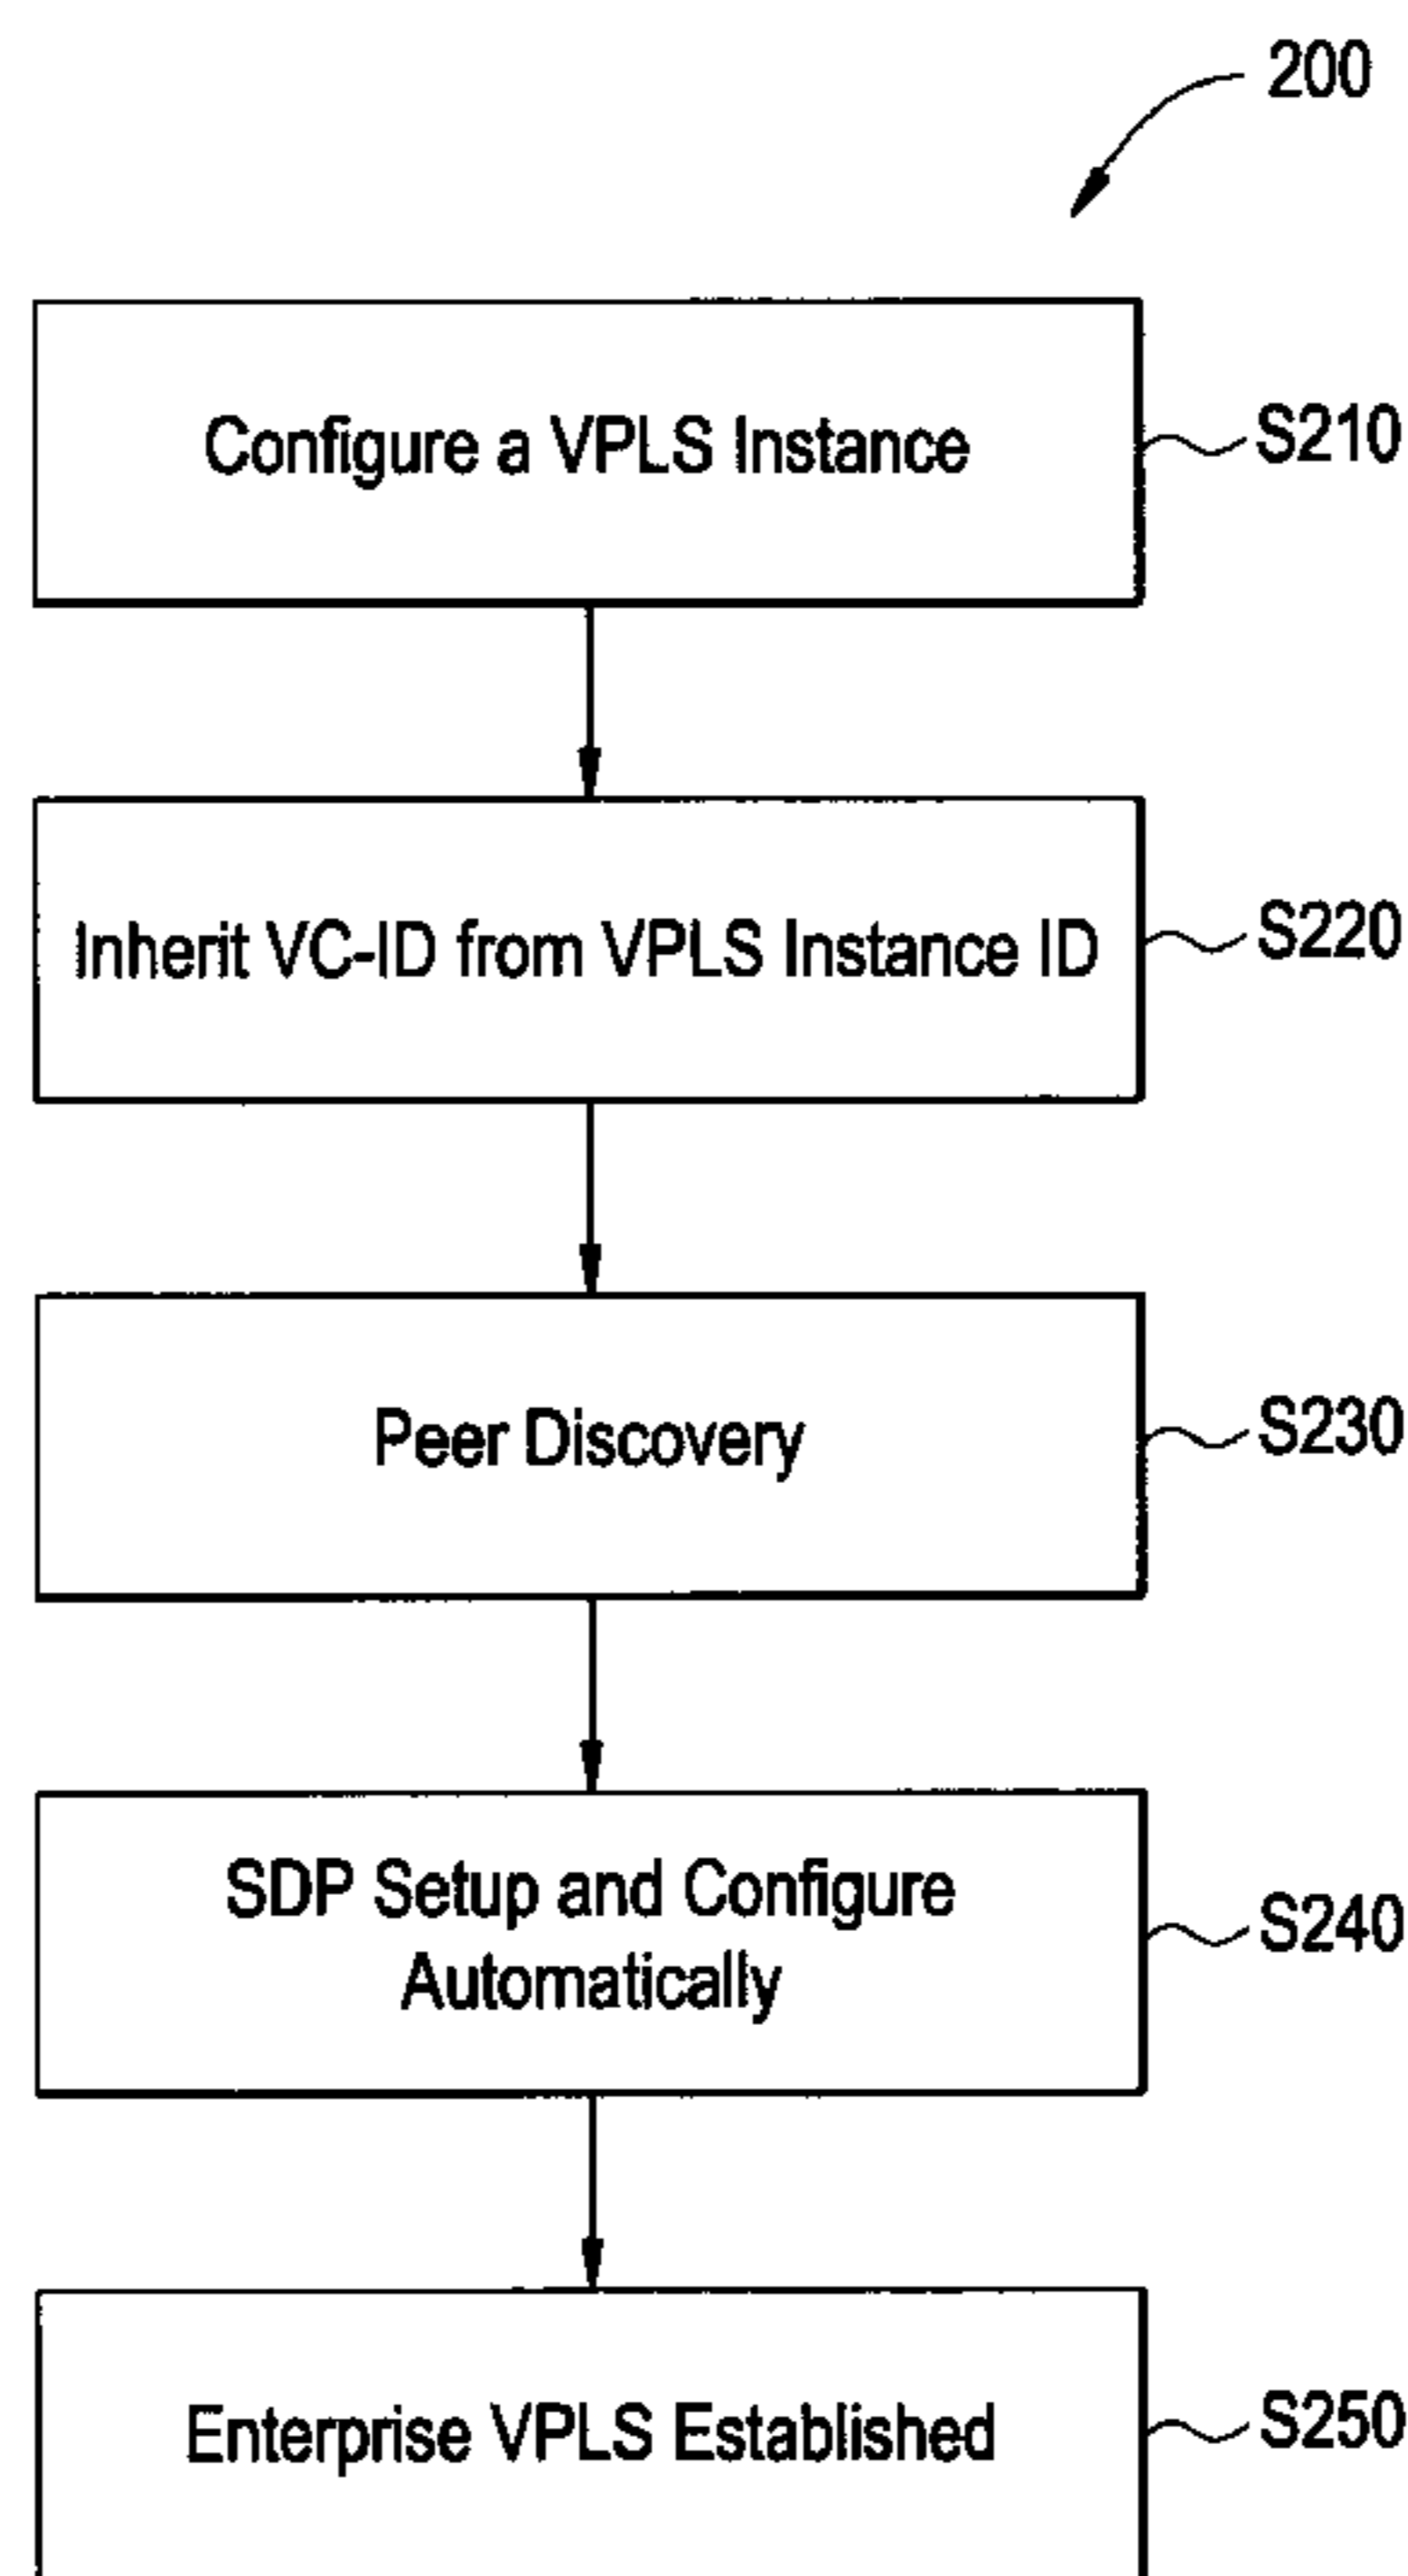 200
Configure a VPLS Instance
S210
Inherit VC-ID from VPLS Instance ID
S220
Peer Discovery
S230
SDP Setup and Configure
Automatically
S240
Enterprise VPLS Established
S250